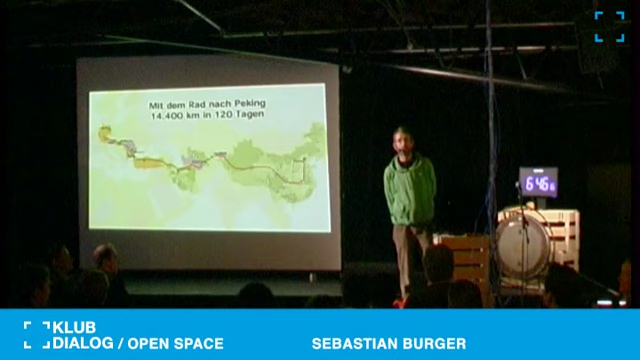 Mit dem Rad nach Peking
14.400 km in 120 Tagen
KLUB
DIALOG / OPEN SPACE
SEBASTIAN BURGER